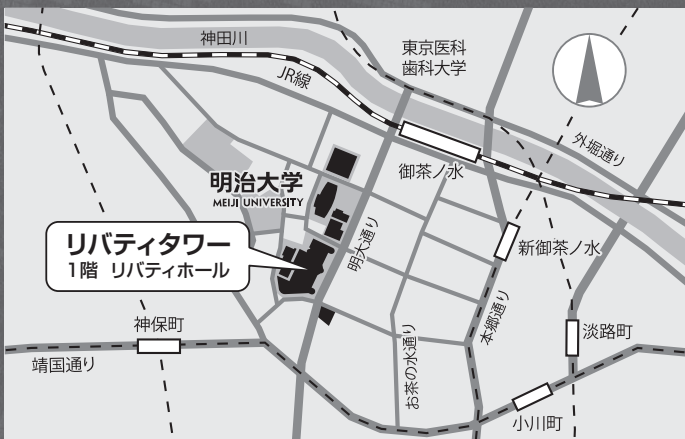 神田川
東京医科
歯科大学
JR線
外堀通り
御茶ノ水
明治大学
MEIJI UNIVERSITY
リバティタワー
1階 リバティホール
明大通り
新御茶ノ水
本郷通り
神保町
淡路町
靖国通り
お茶の水通り
小川町